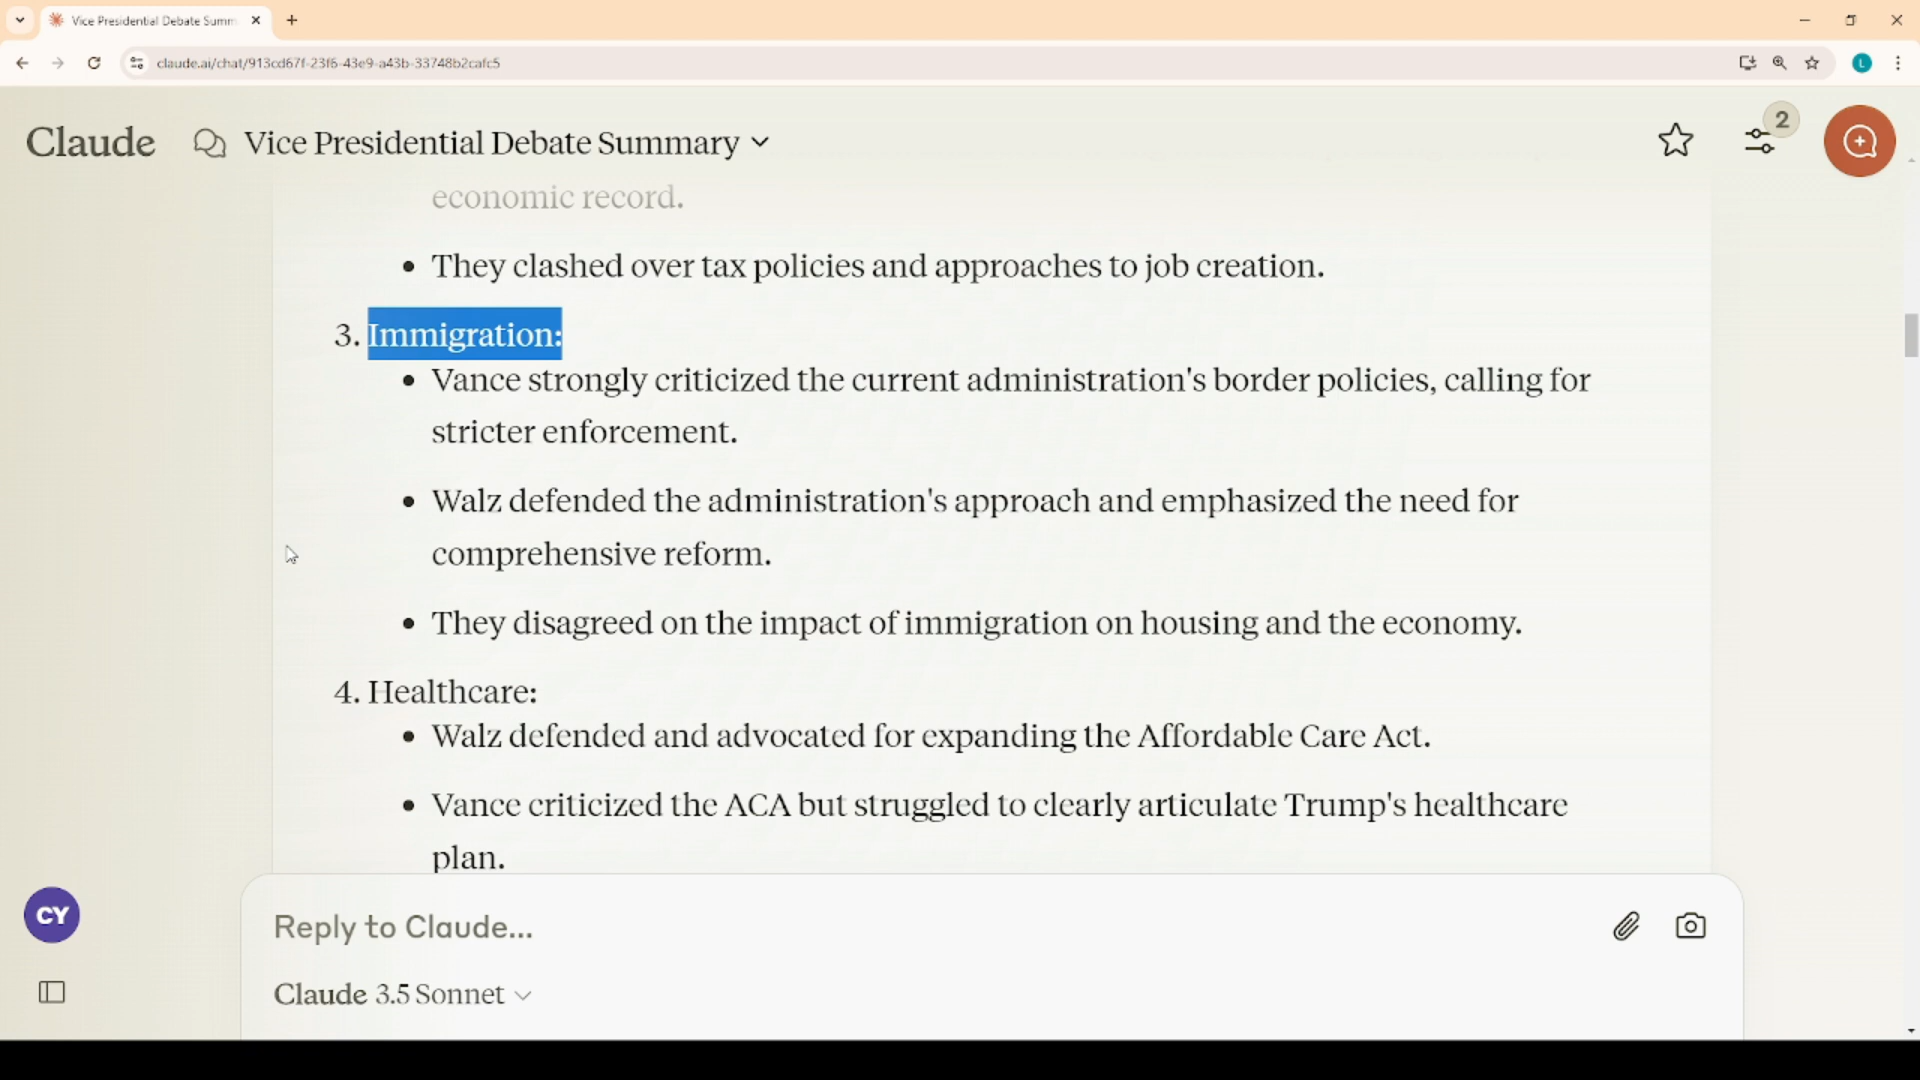 Vice Presidential Debate Summ
claude.ai/chat/913cd67f-23f6-43e9-a43b-33748b2cafc5
L
Claude
Vice Presidential Debate Summary
2
economic record.
• They clashed over tax policies and approaches to job creation.
3. Immigration:
• Vance strongly criticized the current administration's border policies, calling for
stricter enforcement.
• Walz defended the administration's approach and emphasized the need for
comprehensive reform.
• They disagreed on the impact of immigration on housing and the economy.
4. Healthcare:
• Walz defended and advocated for expanding the Affordable Care Act.
• Vance criticized the ACA but struggled to clearly articulate Trump's healthcare
plan.
CY
Reply to Claude...
Claude 3.5 Sonnet